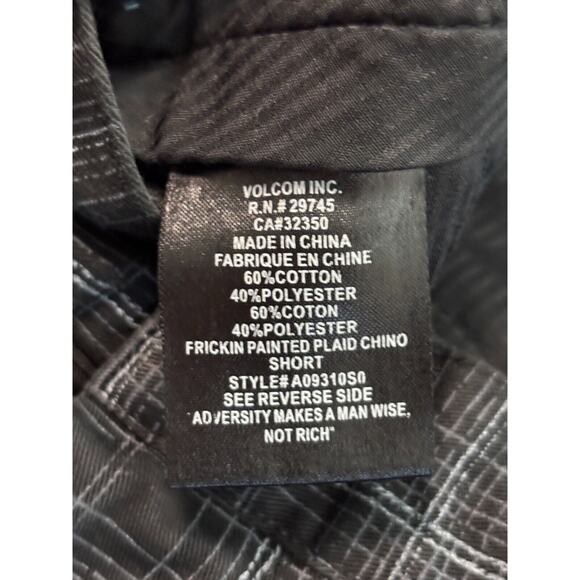 VOLCOM INC.
R.N.# 29745
CA#32350
MADE IN CHINA
FABRIQUE EN CHINE
60%COTTON
40%POLYESTER
60%COTON
40%POLYESTER
FRICKIN PAINTED PLAID CHINO
SHORT
STYLE# A09310S0
SEE REVERSE SIDE
"ADVERSITY MAKES A MAN WISE,
NOT RICH"